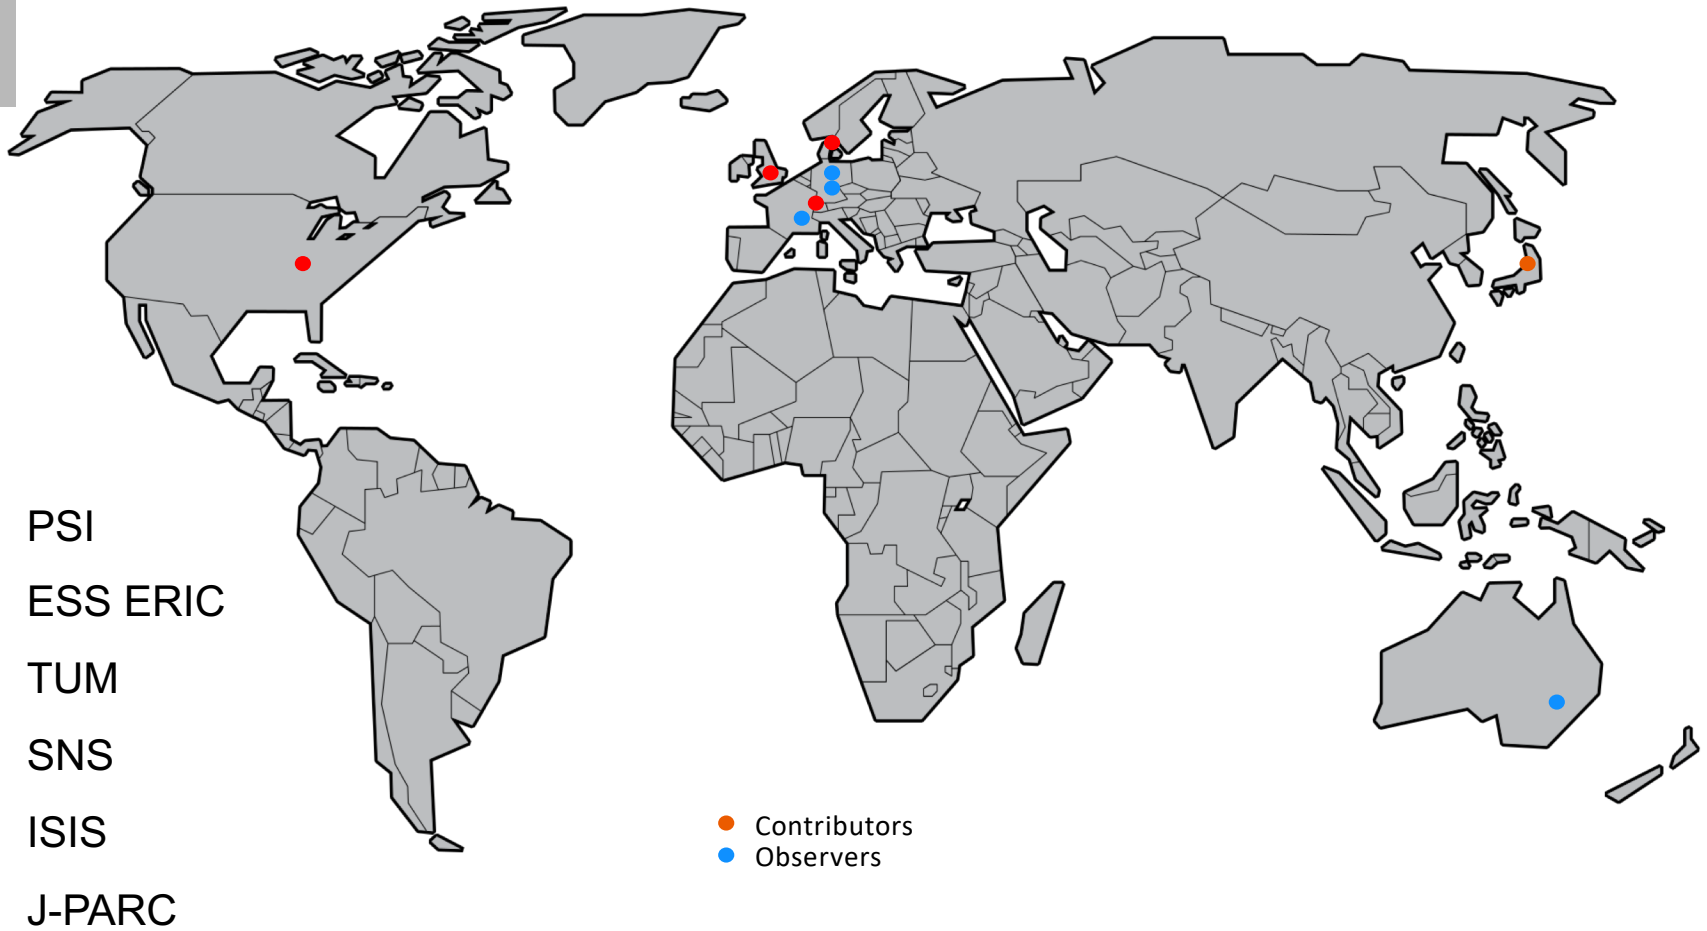 PSI
ESS ERIC
TUM
SNS
ISIS
J-PARC
Contributors
Observers